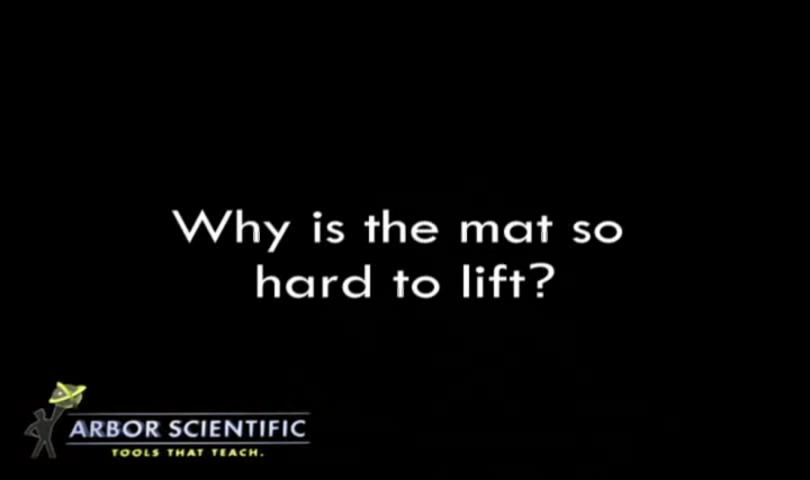 Why is the mat so
hard to lift?
ARBOR SCIENTIFIC
TOOLS THAT TEACH.